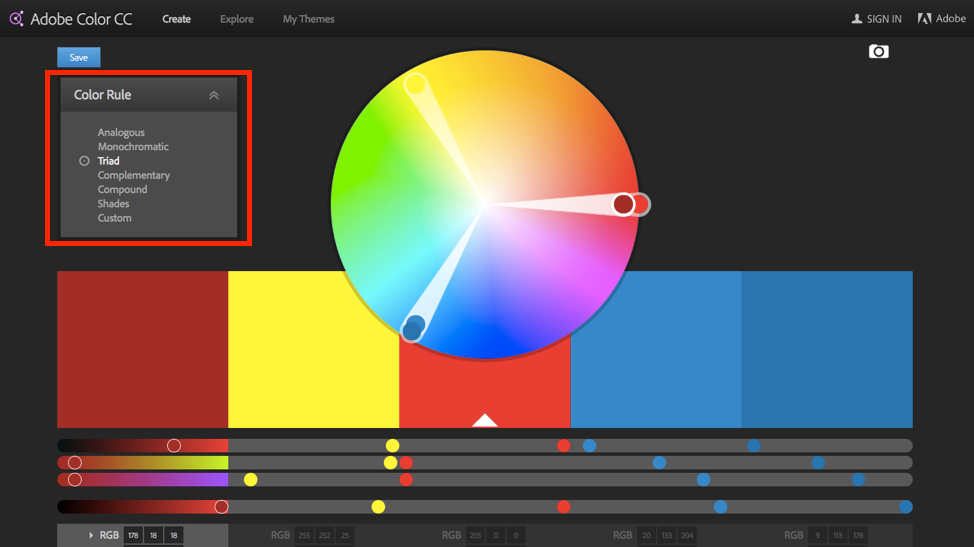 Adobe Color CC
Create
Explore
My Themes
SIGN IN
Adobe
Save
Color Rule
Analogous
Monochromatic
Triad
Complementary
Compound
Shades
Custom
RGB 178 18 18
RGB 255 252 25
RGB 255 0 0
RGB 20 133 204
RGB 9 113 178